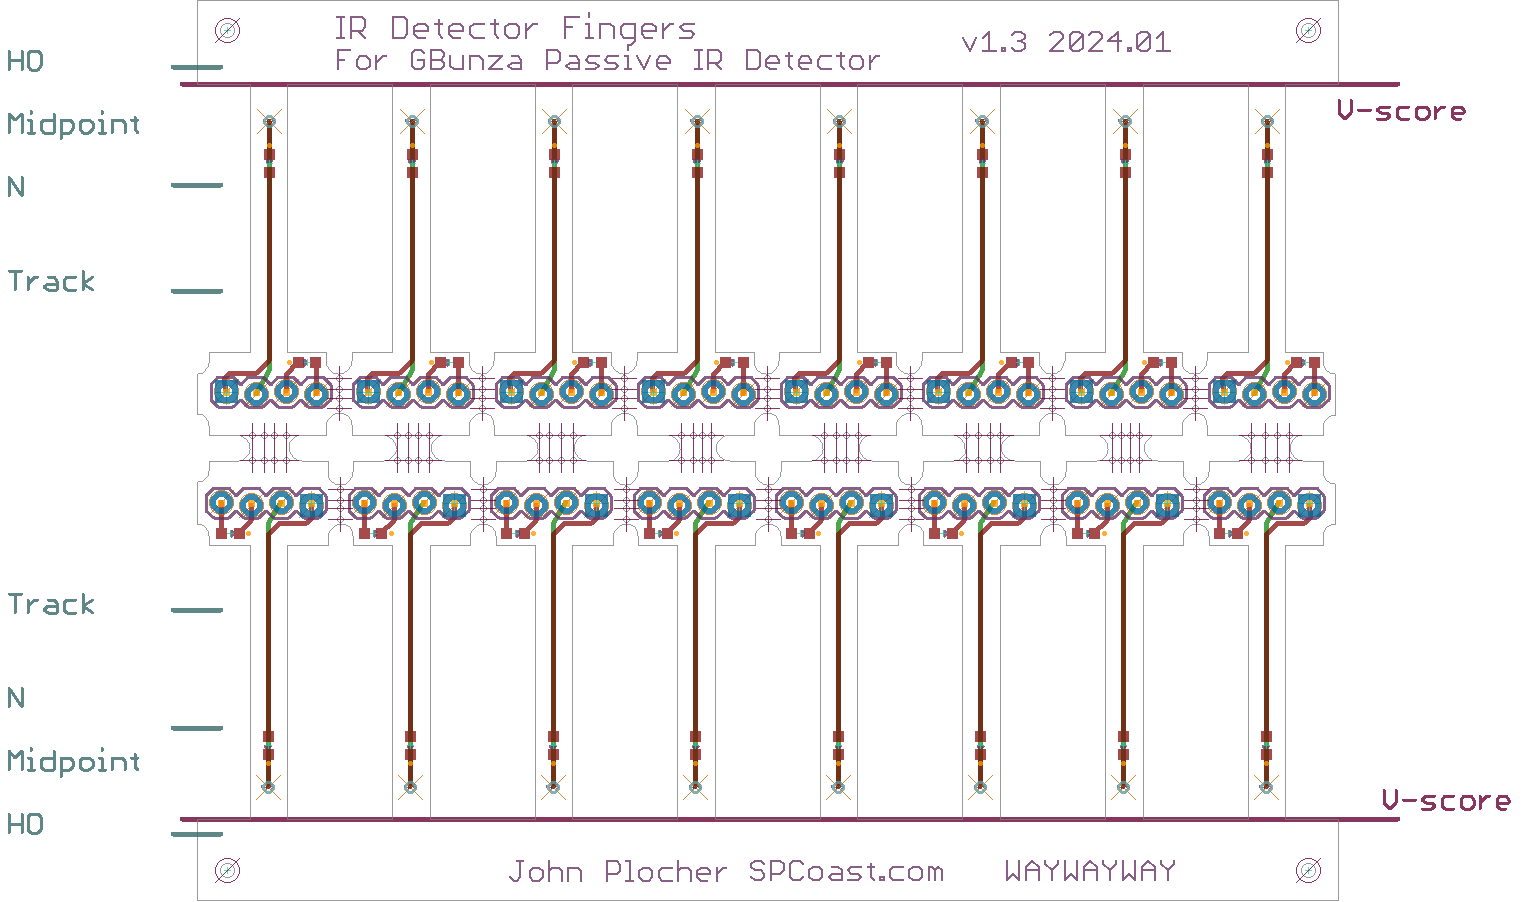 IR Detector Fingers
For GBunza Passive IR Detector
v1.3 2024.01
HO
V-score
Midpoint
N
Track
Track
N
Midpoint
V-score
HO
John Plocher SPCoast.com WAYWAYWAY